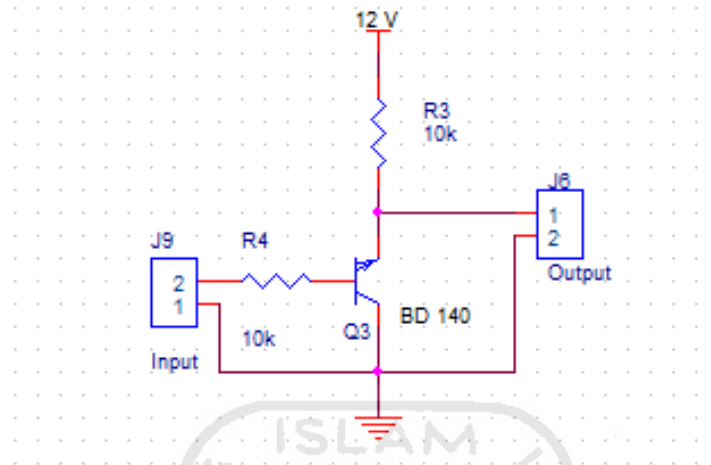 12 V
R3
10k
J6
1
2
Output
J9
R4
2
1
10k
Q3
BD 140
Input
ISLAM